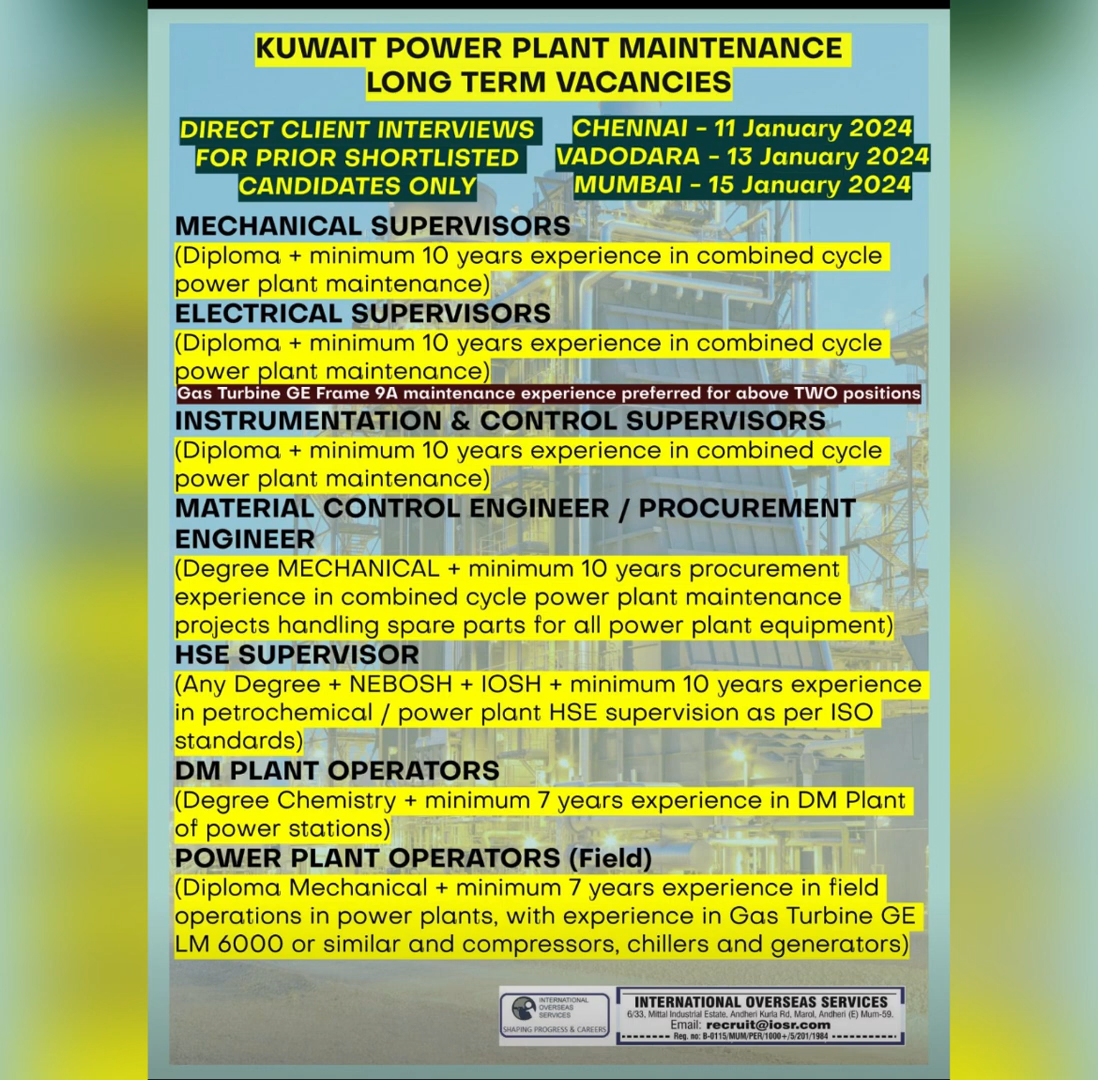 KUWAIT POWER PLANT MAINTENANCE
LONG TERM VACANCIES
DIRECT CLIENT INTERVIEWS
FOR PRIOR SHORTLISTED
CANDIDATES ONLY
CHENNAI - 11 January 2024
VADODARA - 13 January 2024
MUMBAI - 15 January 2024
MECHANICAL SUPERVISORS
(Diploma + minimum 10 years experience in combined cycle
power plant maintenance)
ELECTRICAL SUPERVISORS
(Diploma + minimum 10 years experience in combined cycle
power plant maintenance)
Gas Turbine GE Frame 9A maintenance experience preferred for above TWO positions
INSTRUMENTATION & CONTROL SUPERVISORS
(Diploma + minimum 10 years experience in combined cycle
power plant maintenance)
MATERIAL CONTROL ENGINEER / PROCUREMENT
ENGINEER
(Degree MECHANICAL + minimum 10 years procurement
experience in combined cycle power plant maintenance
projects handling spare parts for all power plant equipment)
HSE SUPERVISOR
(Any Degree + NEBOSH + IOSH + minimum 10 years experience
in petrochemical / power plant HSE supervision as per ISO
standards)
DM PLANT OPERATORS
(Degree Chemistry + minimum 7 years experience in DM Plant
of power stations)
POWER PLANT OPERATORS (Field)
(Diploma Mechanical + minimum 7 years experience in field
operations in power plants, with experience in Gas Turbine GE
LM 6000 or similar and compressors, chillers and generators)
INTERNATIONAL
OVERSEAS
SERVICES
SHAPING PROGRESS & CAREERS
INTERNATIONAL OVERSEAS SERVICES
6/33, Mittal Industrial Estate, Andheri Kurla Rd, Marol, Andheri (E) Mum-59.
Email: recruit@iosr.com
Reg. no: B-0115/MUM/PER/1000+/5/201/1984